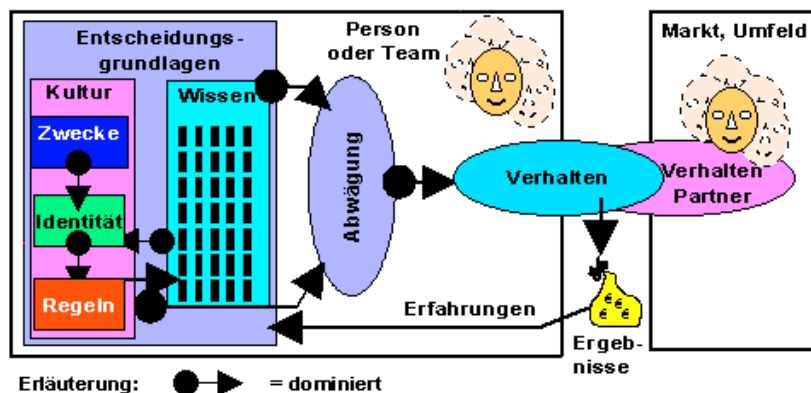 Entscheidungs-
grundlagen
Person
oder Team
Markt, Umfeld
Kultur
Wissen
Zwecke
Identität
Regeln
Abwägung
Verhalten
Verhalten
Partner
Erfahrungen
€
€ €
€ €
Ergeb-
nisse
Erläuterung: = dominiert